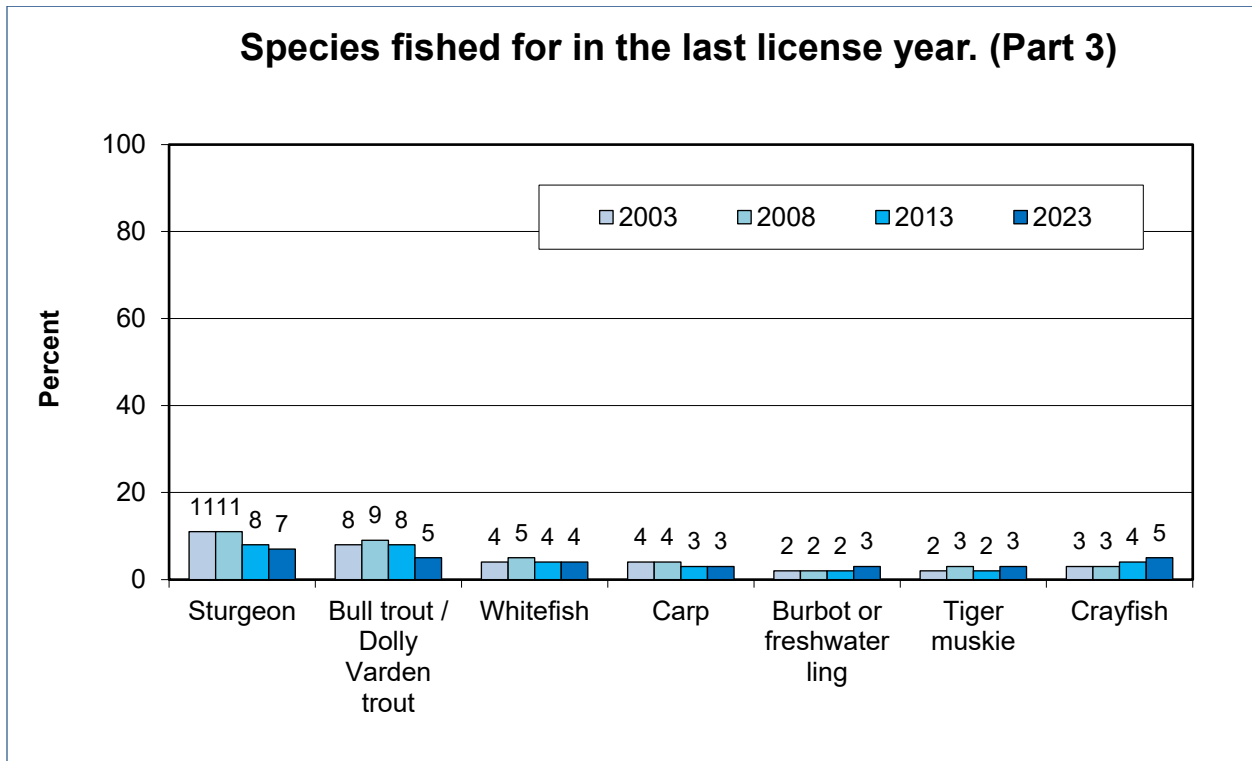 Species fished for in the last license year. (Part 3)
100
80
60
40
20
0
Percent
2003 2008 2013 2023
11 11 8 7 8 9 8 5 4 5 4 4 4 4 3 3 2 2 2 3 2 3 2 3 3 3 4 5
Sturgeon
Bull trout /
Dolly
Varden
trout
Whitefish
Carp
Burbot or
freshwater
ling
Tiger
muskie
Crayfish